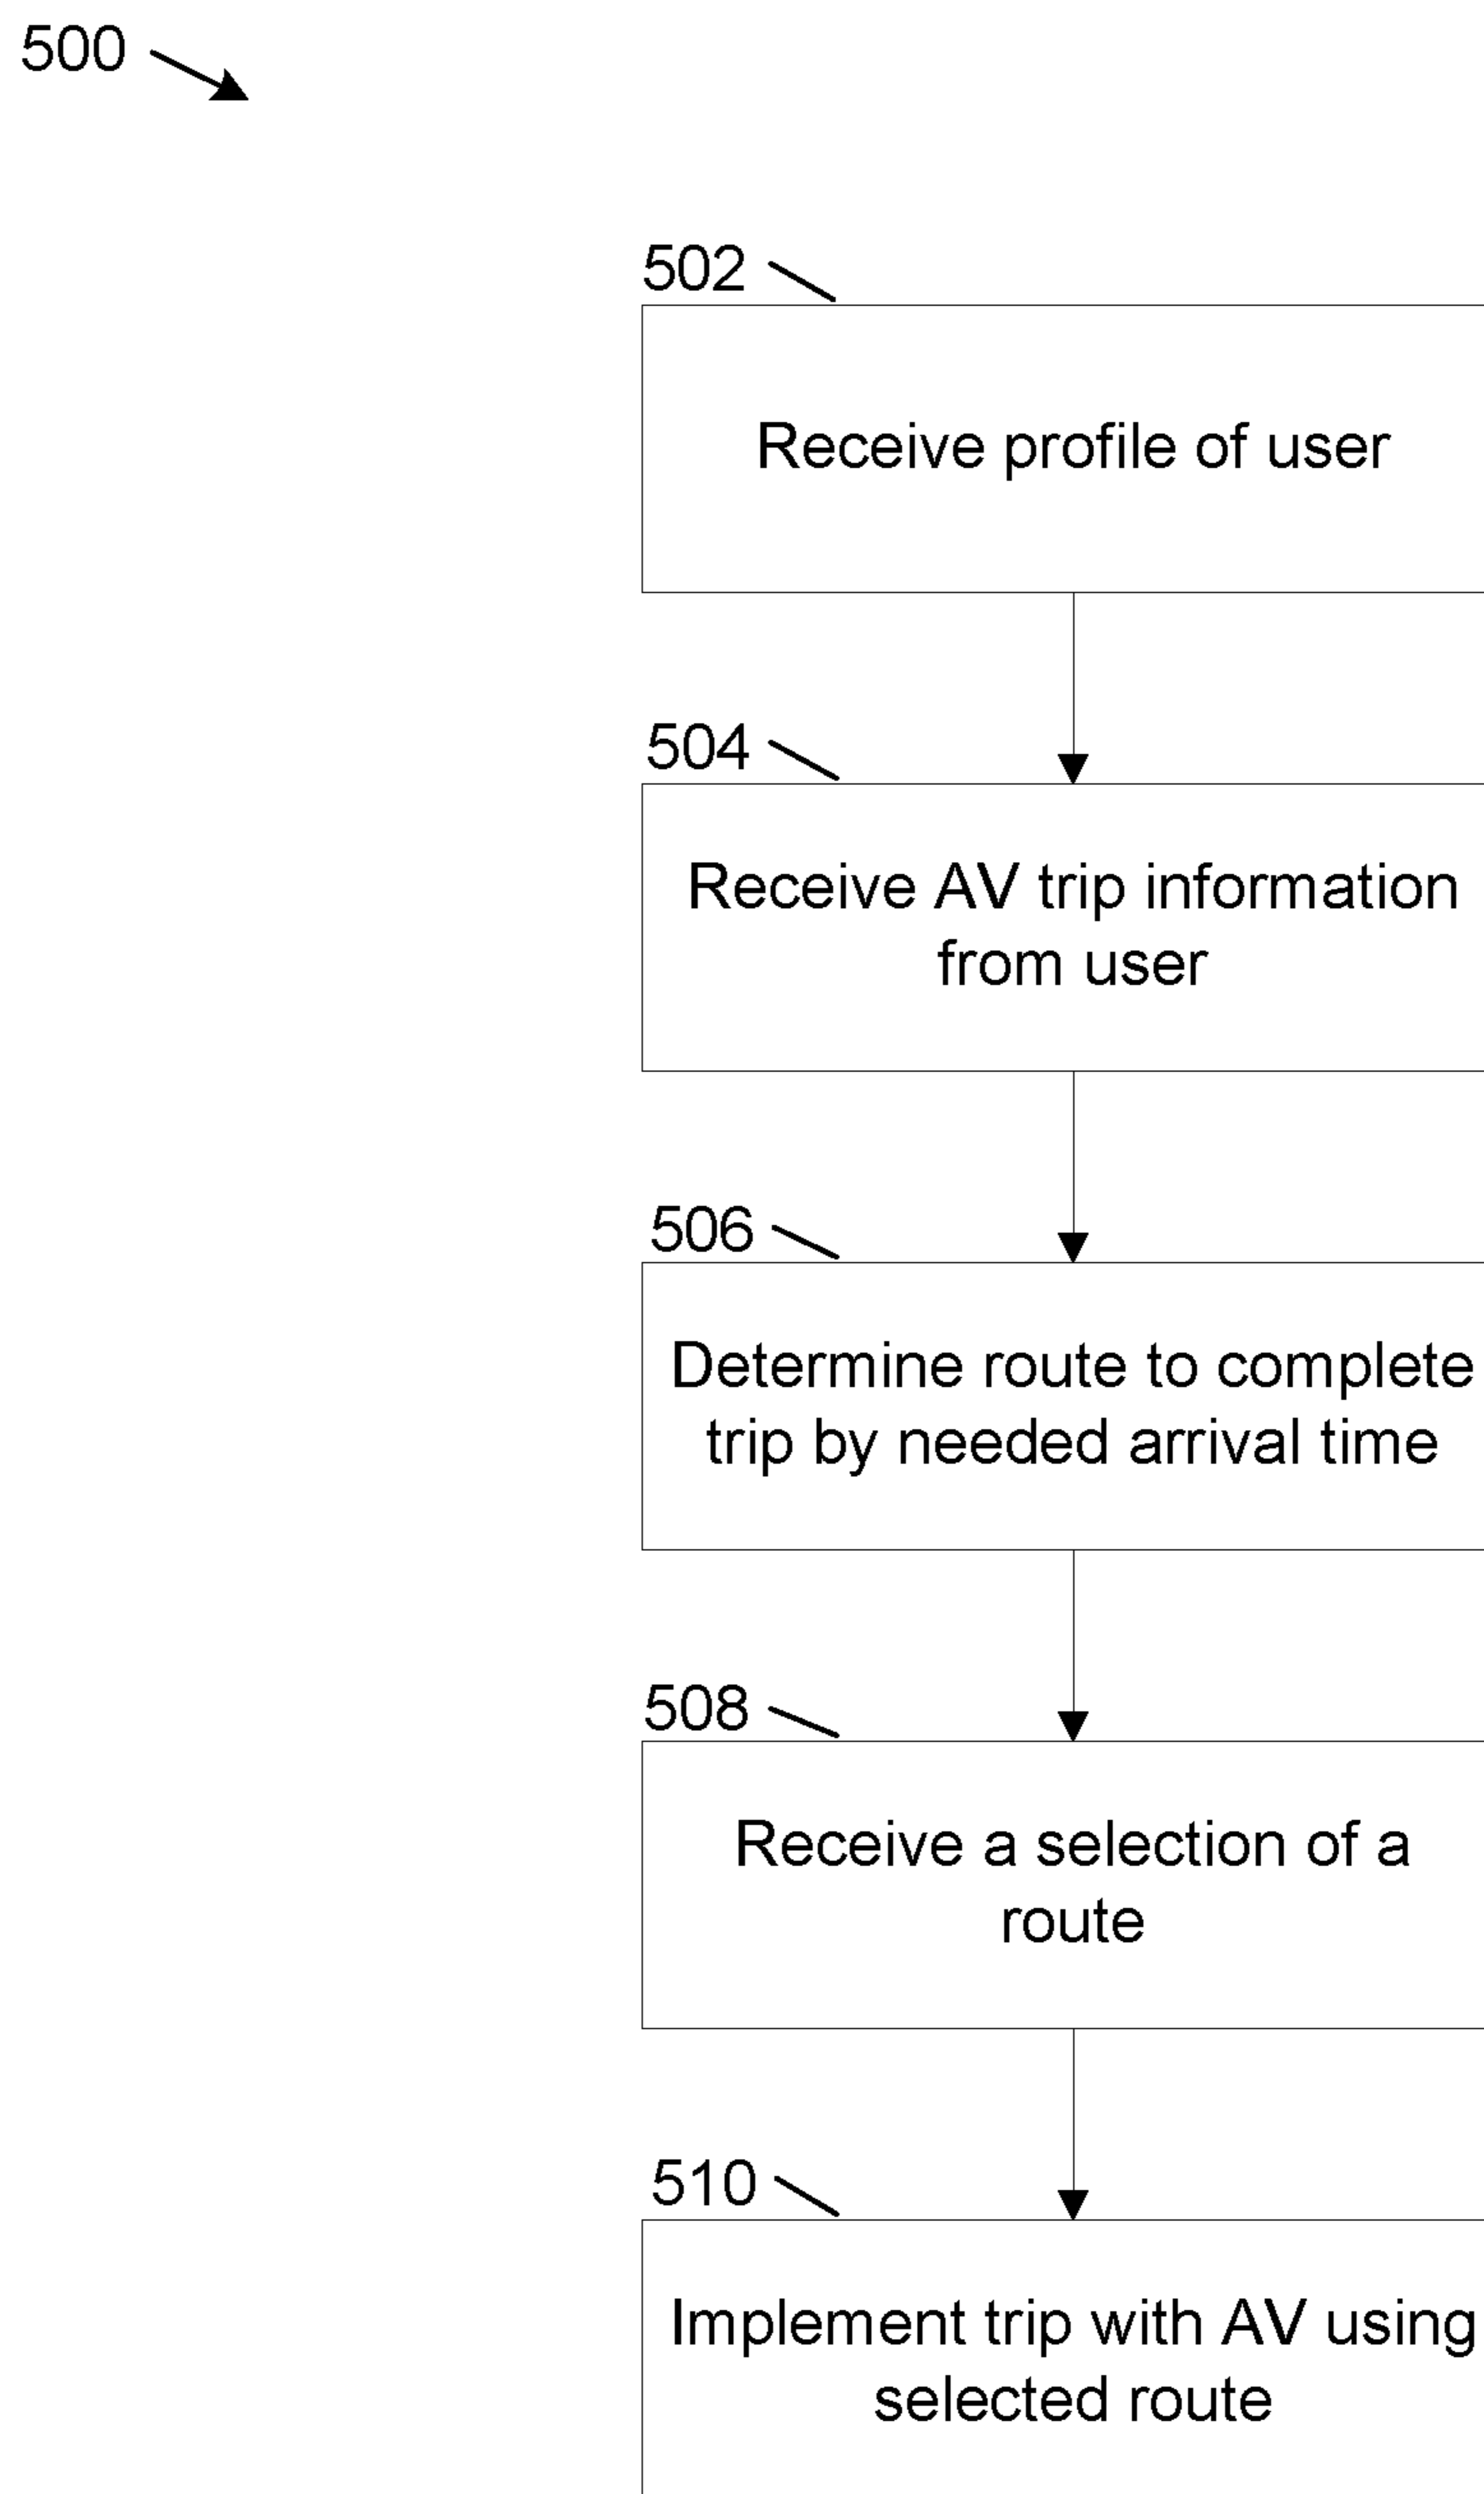 500
502
Receive profile of user
504
Receive AV trip information
from user
506
Determine route to complete
trip by needed arrival time
508
Receive a selection of a
route
510
Implement trip with AV using
selected route